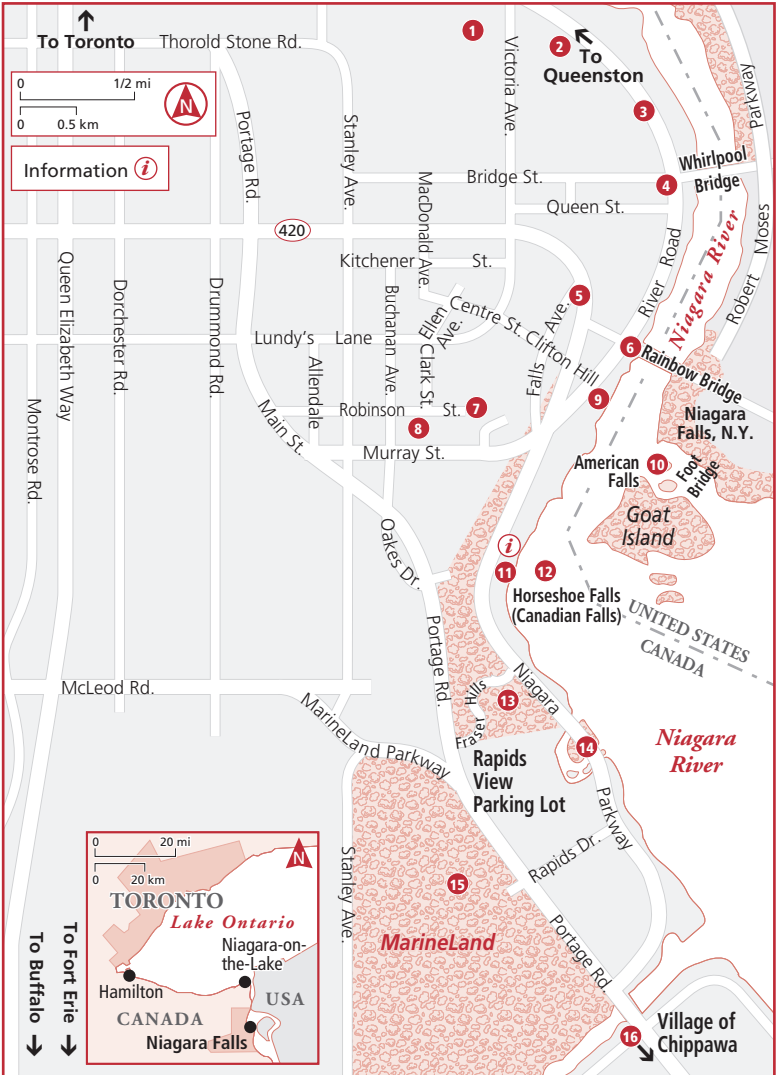 To Toronto
Thorold Stone Rd.
1
2
To
Queenston
Victoria Ave.
0 1/2 mi
0 0.5 km
N
Information i
Portage Rd.
Stanley Ave.
3
Parkway
MacDonald Ave.
Bridge St.
4
Whirlpool
Bridge
Queen St.
420
Queen Elizabeth Way
Dorchester Rd.
Drummond Rd.
Kitchener St.
River Road
Niagara River
Robert Moses
Buchanan Ave.
Ellen
Ave.
Centre St.
Clifton Hill
5
Falls Ave.
6
Rainbow Bridge
Lundy's Lane
Allendale
Clark St.
Montrose Rd.
Main St.
Robinson St.
7
8
9
Niagara
Falls, N.Y.
Murray St.
American
Falls
10
Foot
Bridge
Goat
Island
Oakes Dr.
i
11
12
Horseshoe Falls
(Canadian Falls)
UNITED STATES
CANADA
Portage Rd.
McLeod Rd.
Niagara
Fraser Hills
13
MarineLand Parkway
14
Niagara
River
Rapids
View
Parking Lot
Parkway
Rapids Dr.
Stanley Ave.
15
MarineLand
Portage Rd.
0 20 mi
0 20 km
N
TORONTO
Lake Ontario
Niagara-on-
the-Lake
Hamilton
USA
CANADA
Niagara Falls
To Buffalo
To Fort Erie
16
Village of
Chippawa